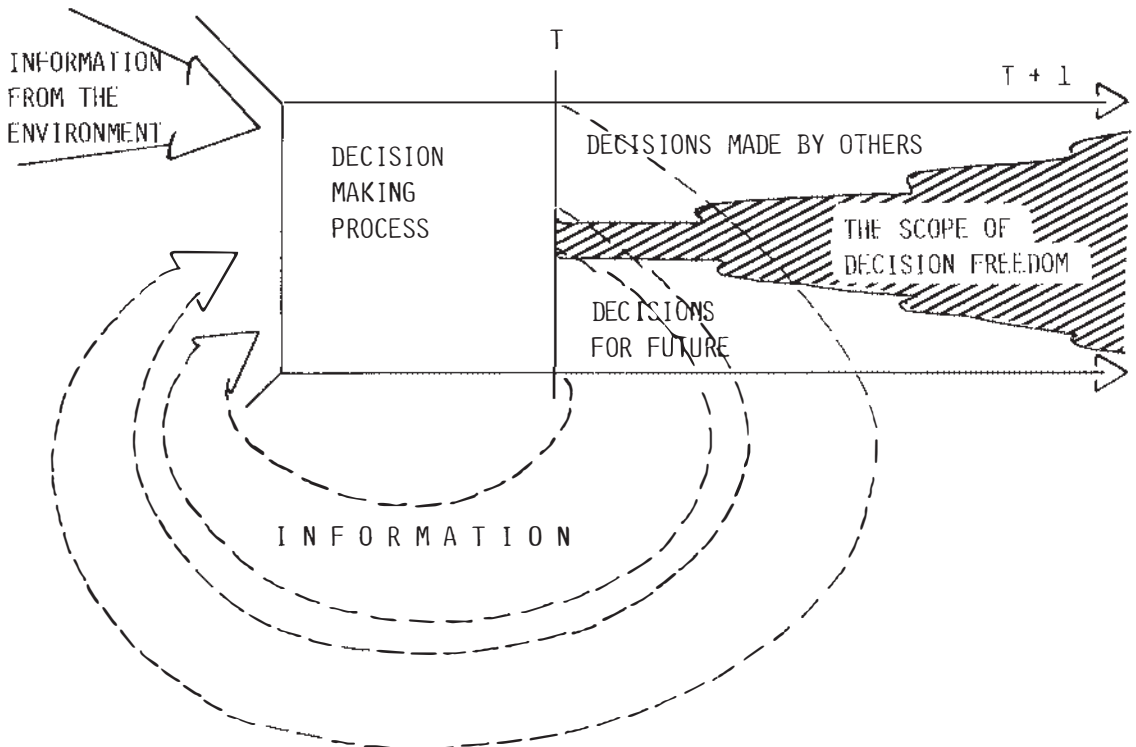 T
T + 1
INFORMATION
FROM THE
ENVIRONMENT
DECISION
MAKING
PROCESS
DECISIONS MADE BY OTHERS
THE SCOPE OF
DECISION FREEDOM
DECISIONS
FOR FUTURE
INFORMATION